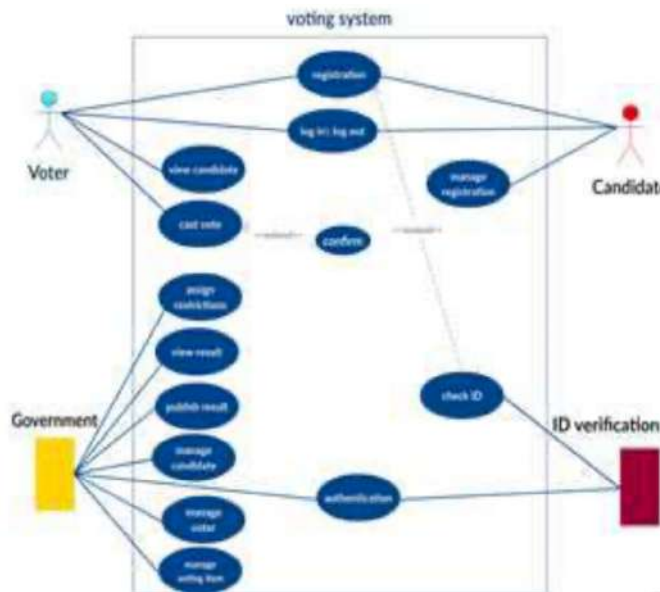 voting system
registration
Voter
log in\ log out
Candidat
view candidate
manage
registration
cast vote
confirm
assign
restrictions
view result
check ID
publish result
Government
ID verification
manage
candidate
authentication
manage
voter
manage
voting item